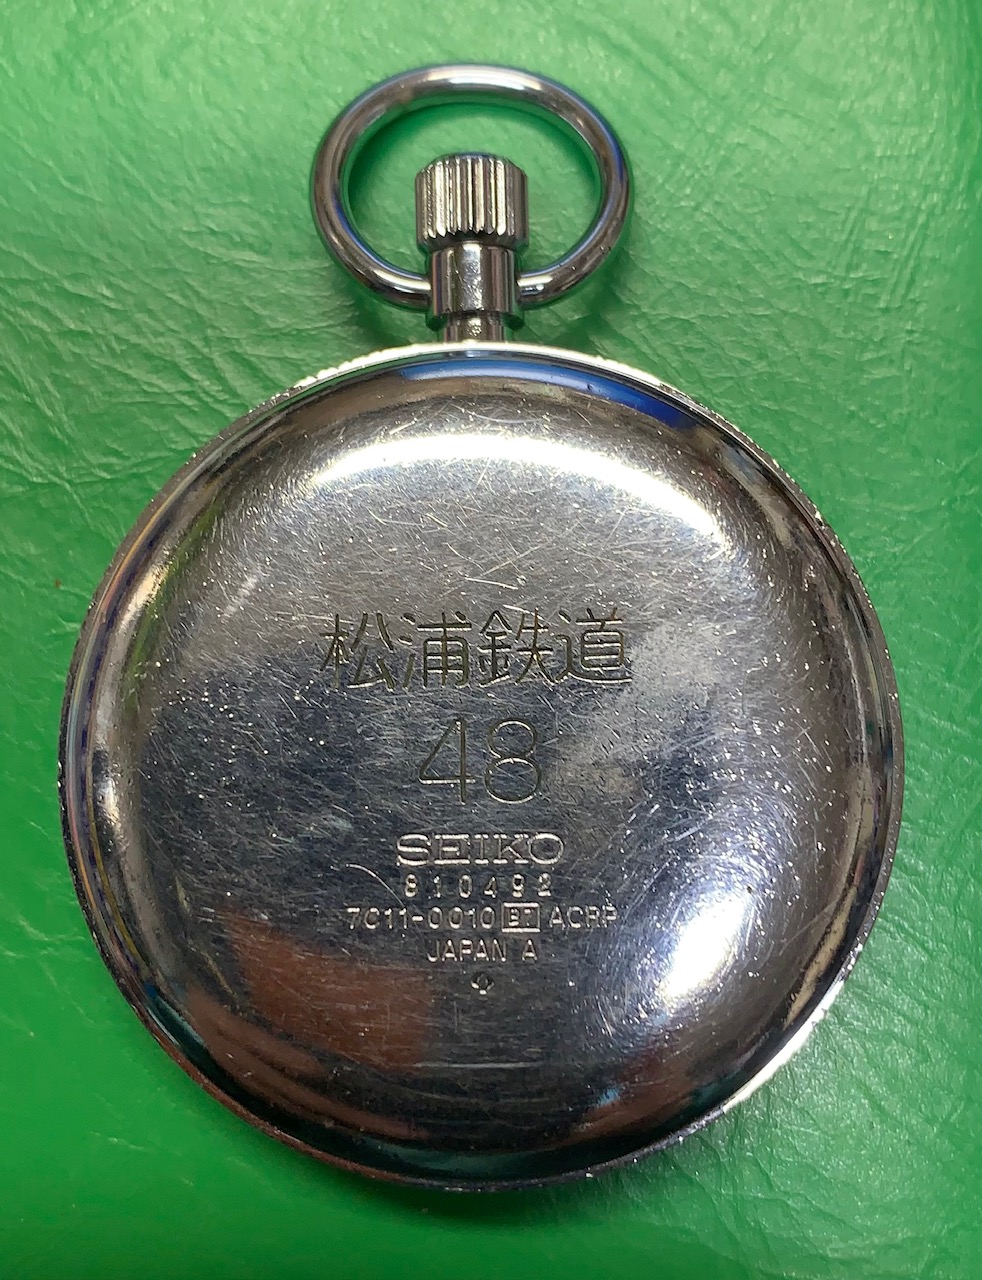 松浦鉄道
48
SEIKO
810492
7C11-0010 BT ACRP
JAPAN A